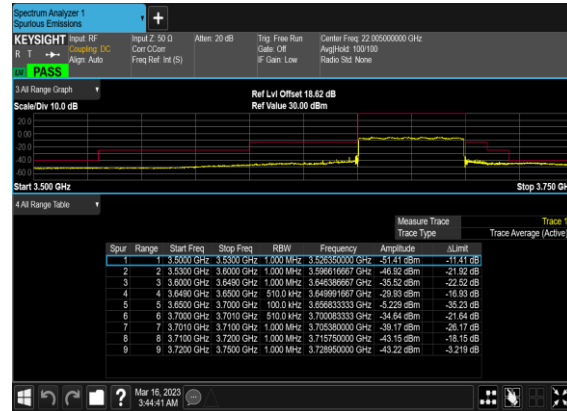 Spectrum Analyzer 1
Spurious Emissions
KEYSIGHT Input: RF Input Z: 50 Ω Atten: 20 dB Trig: Free Run Center Freq: 22.005000000 GHz
R T Coupling: DC Corr CCorr Gate: Off Avg|Hold: 100/100
Align: Auto Freq Ref: Int (S) IF Gain: Low Radio Std: None
PASS
3 All Range Graph
Ref Lvl Offset 18.62 dB
Scale/Div 10.0 dB Ref Value 30.00 dBm
20.0
0.00
-20.0
-40.0
-60.0
Start 3.500 GHz Stop 3.750 GH
4 All Range Table
Measure Trace Trace 1
Trace Type Trace Average (Active)
Spur Range Start Freq Stop Freq RBW Frequency Amplitude ΔLimit
1 1 3.5000 GHz 3.5300 GHz 1.000 MHz 3.526350000 GHz -51.41 dBm -11.41 dB
2 2 3.5300 GHz 3.6000 GHz 1.000 MHz 3.596616667 GHz -46.92 dBm -21.92 dB
3 3 3.6000 GHz 3.6490 GHz 1.000 MHz 3.646386667 GHz -35.52 dBm -22.52 dB
4 4 3.6490 GHz 3.6500 GHz 510.0 kHz 3.649991667 GHz -29.93 dBm -16.93 dB
5 5 3.6500 GHz 3.7000 GHz 100.0 kHz 3.656833333 GHz -5.229 dBm -35.23 dB
6 6 3.7000 GHz 3.7010 GHz 510.0 kHz 3.700083333 GHz -34.64 dBm -21.64 dB
7 7 3.7010 GHz 3.7100 GHz 1.000 MHz 3.705380000 GHz -39.17 dBm -26.17 dB
8 8 3.7100 GHz 3.7200 GHz 1.000 MHz 3.715750000 GHz -43.15 dBm -18.15 dB
9 9 3.7200 GHz 3.7500 GHz 1.000 MHz 3.728950000 GHz -43.22 dBm -3.219 dB
? Mar 16, 2023
3:44:41 AM